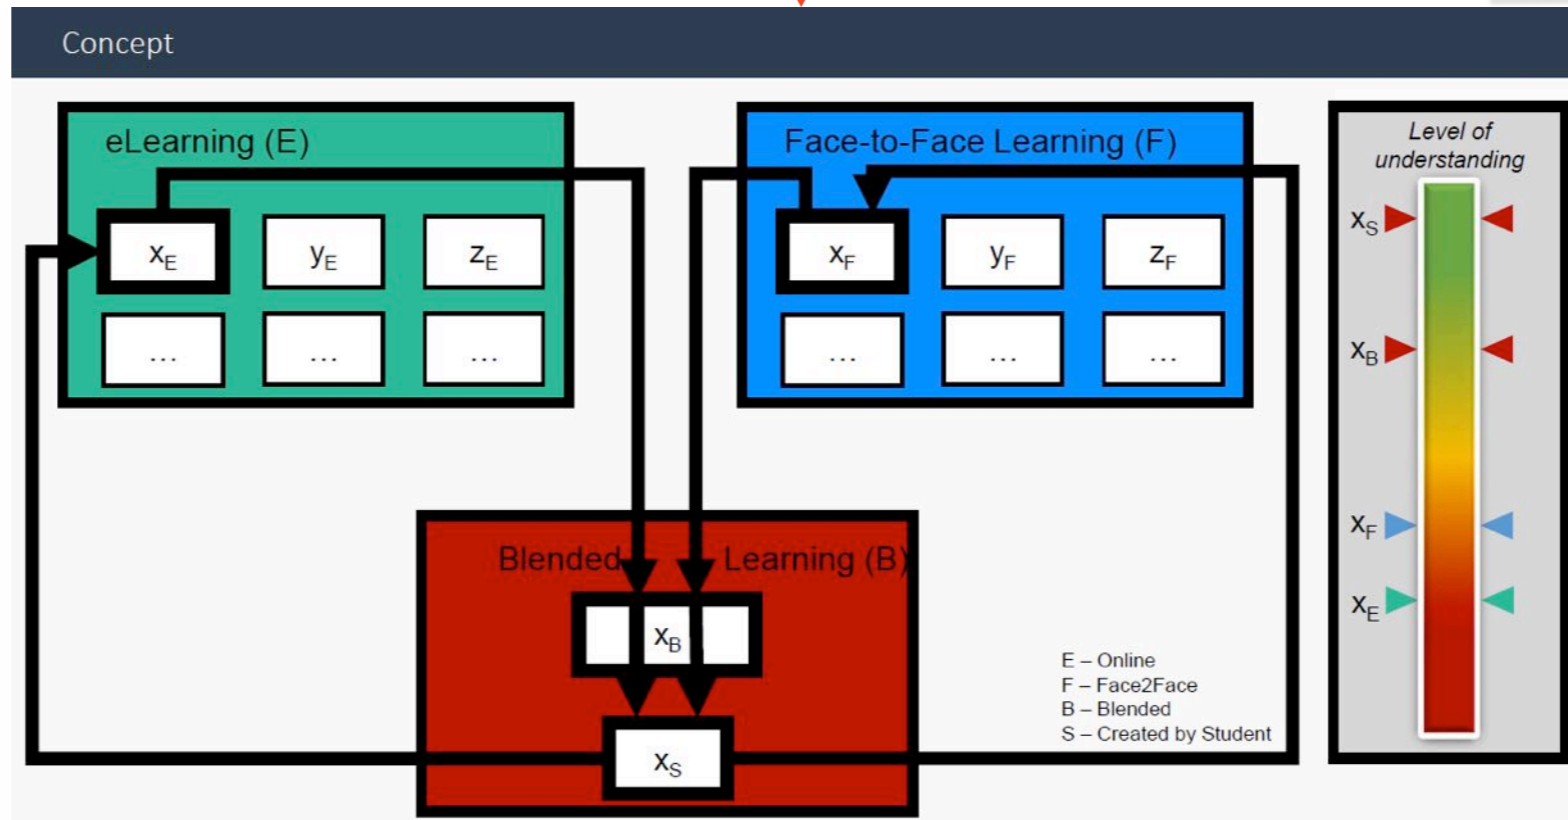 Concept
eLearning (E)
xE
yE
zE
...
...
...
Face-to-Face Learning (F)
xF
yF
zF
...
...
...
Blended Learning (B)
xB
xS
E – Online
F – Face2Face
B – Blended
S – Created by Student
Level of
understanding
xS
xB
xF
xE